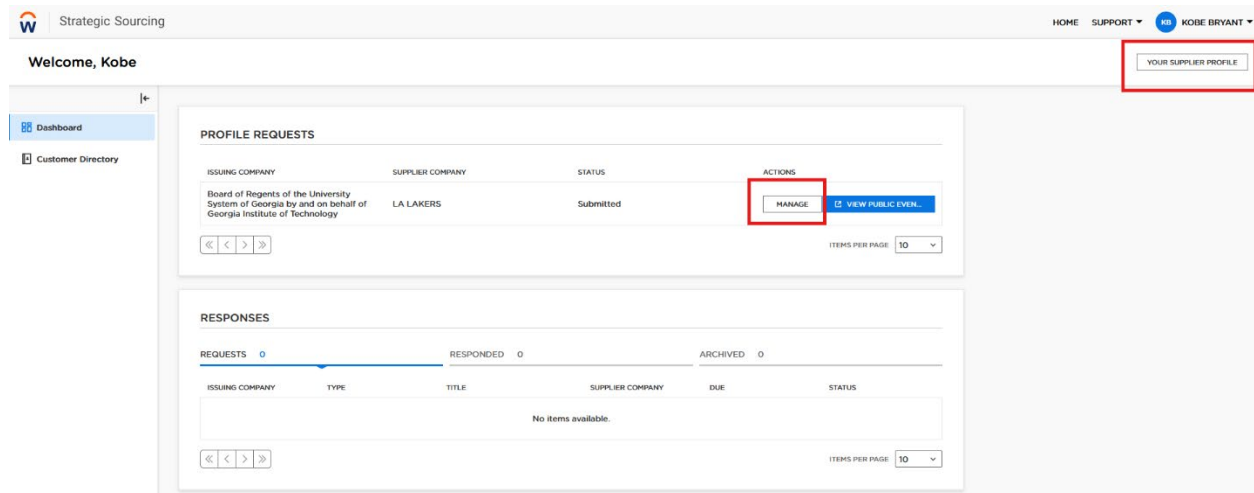 W Strategic Sourcing HOME SUPPORT KB KOBE BRYANT
Welcome, Kobe YOUR SUPPLIER PROFILE
Dashboard
Customer Directory
PROFILE REQUESTS
ISSUING COMPANY SUPPLIER COMPANY STATUS ACTIONS
Board of Regents of the University
System of Georgia by and on behalf of
Georgia Institute of Technology
LA LAKERS Submitted MANAGE VIEW PUBLIC EVEN...
ITEMS PER PAGE 10
RESPONSES
REQUESTS 0 RESPONDED 0 ARCHIVED 0
ISSUING COMPANY TYPE TITLE SUPPLIER COMPANY DUE STATUS
No items available.
ITEMS PER PAGE 10